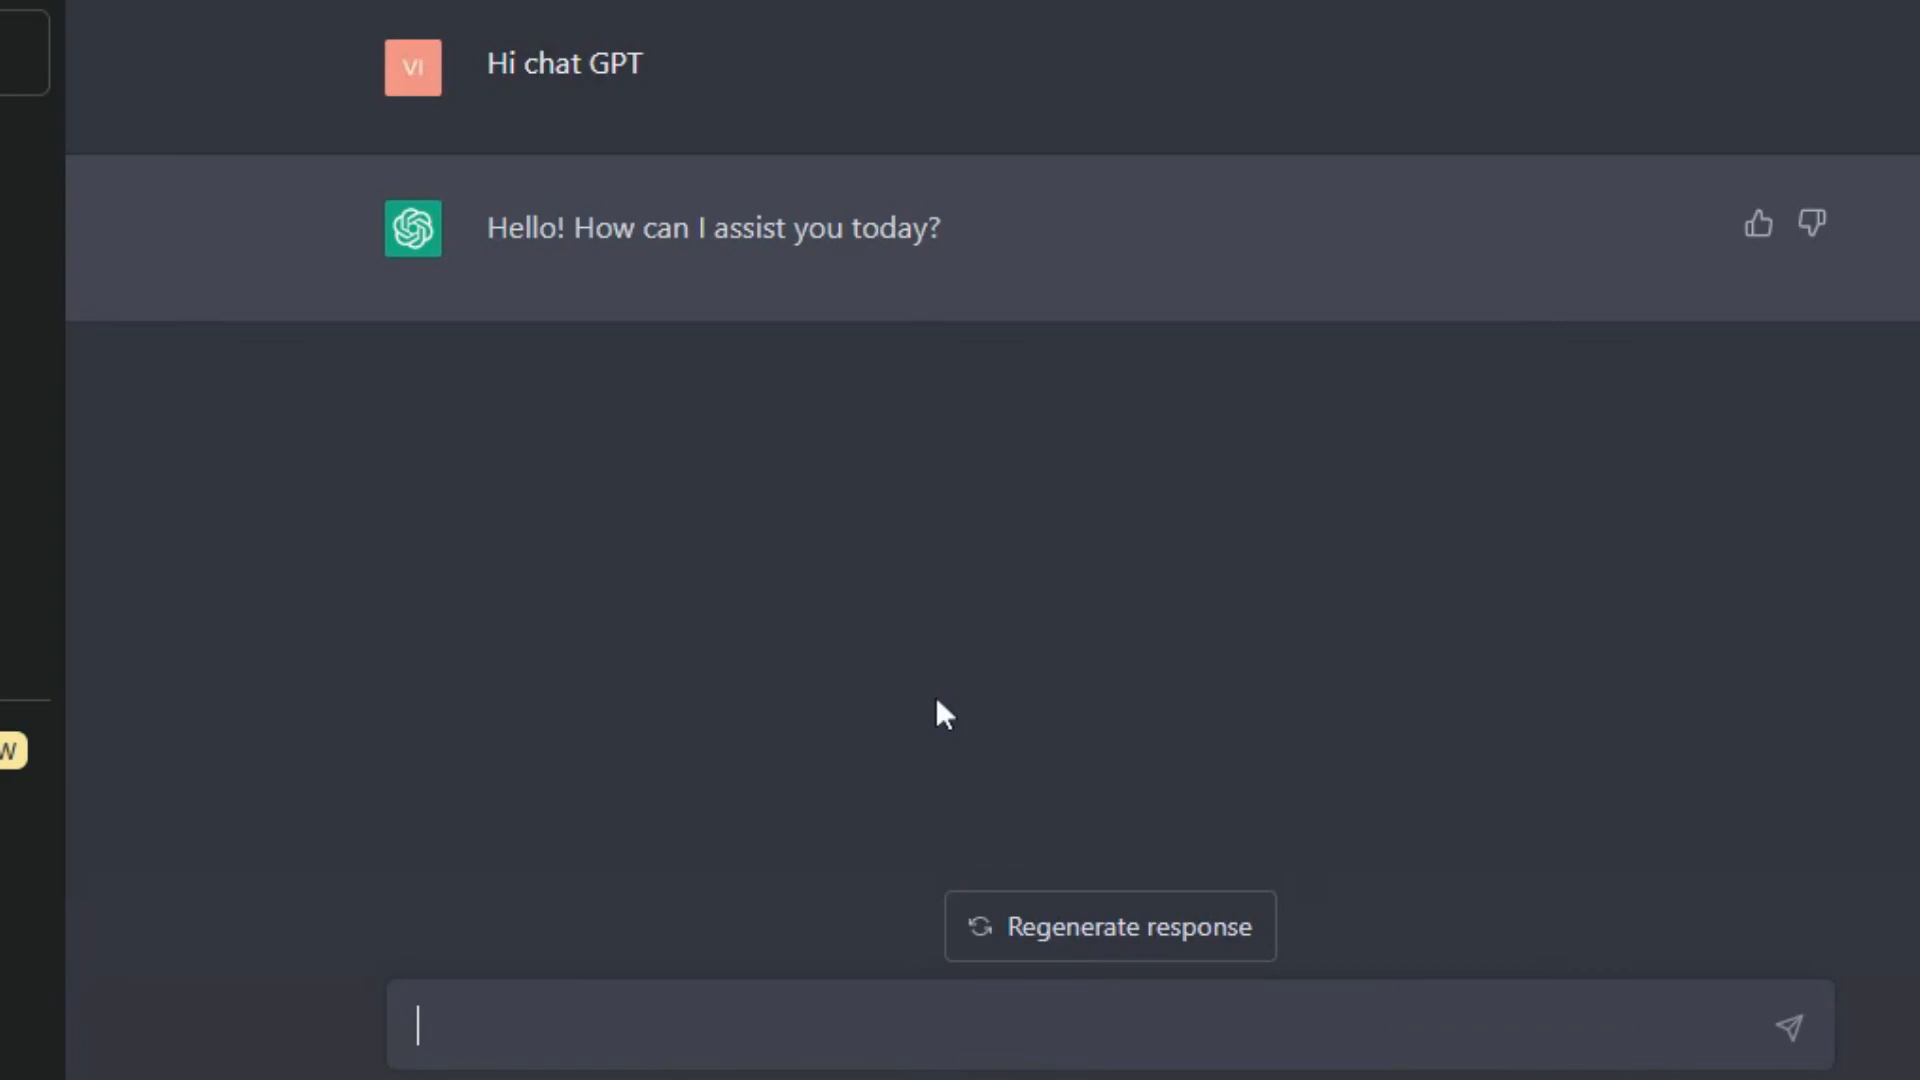 VI
Hi chat GPT
Hello! How can I assist you today?
W
Regenerate response